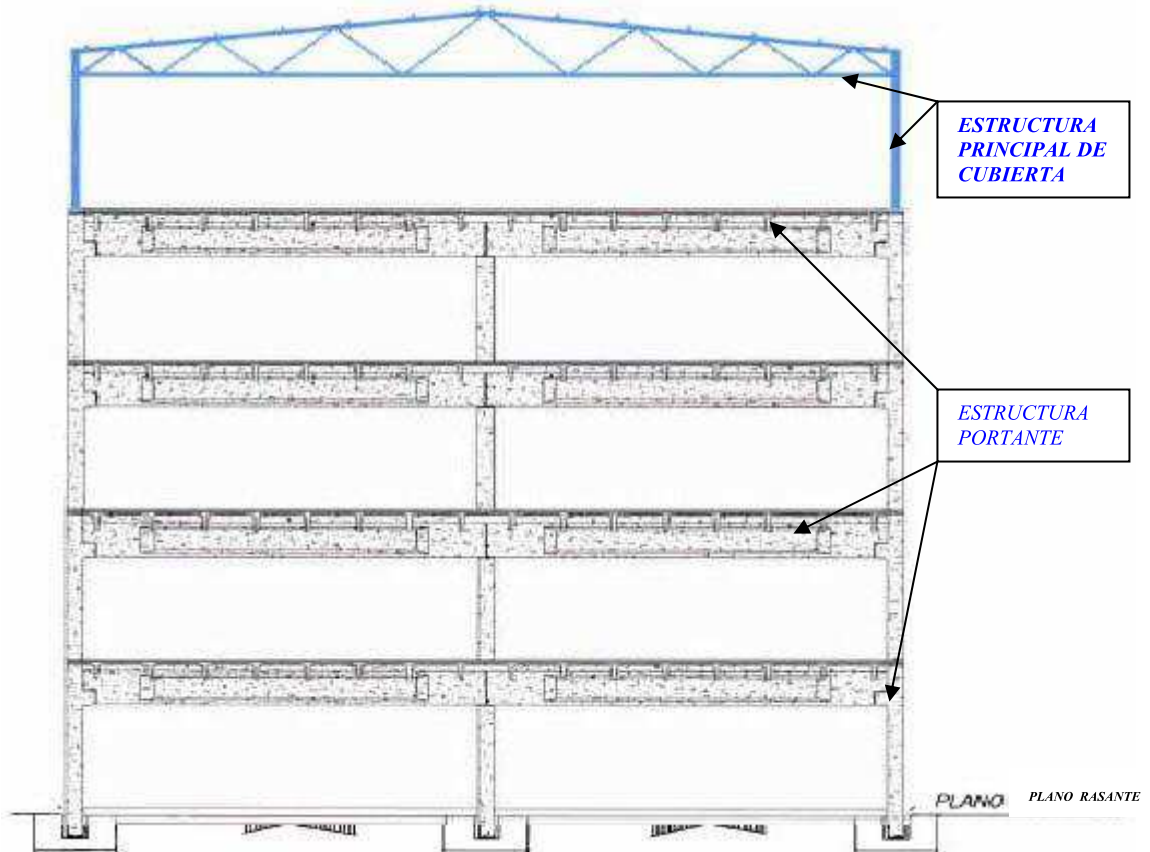 ESTRUCTURA
PRINCIPAL DE
CUBIERTA
ESTRUCTURA
PORTANTE
PLANO PLANO RASANTE